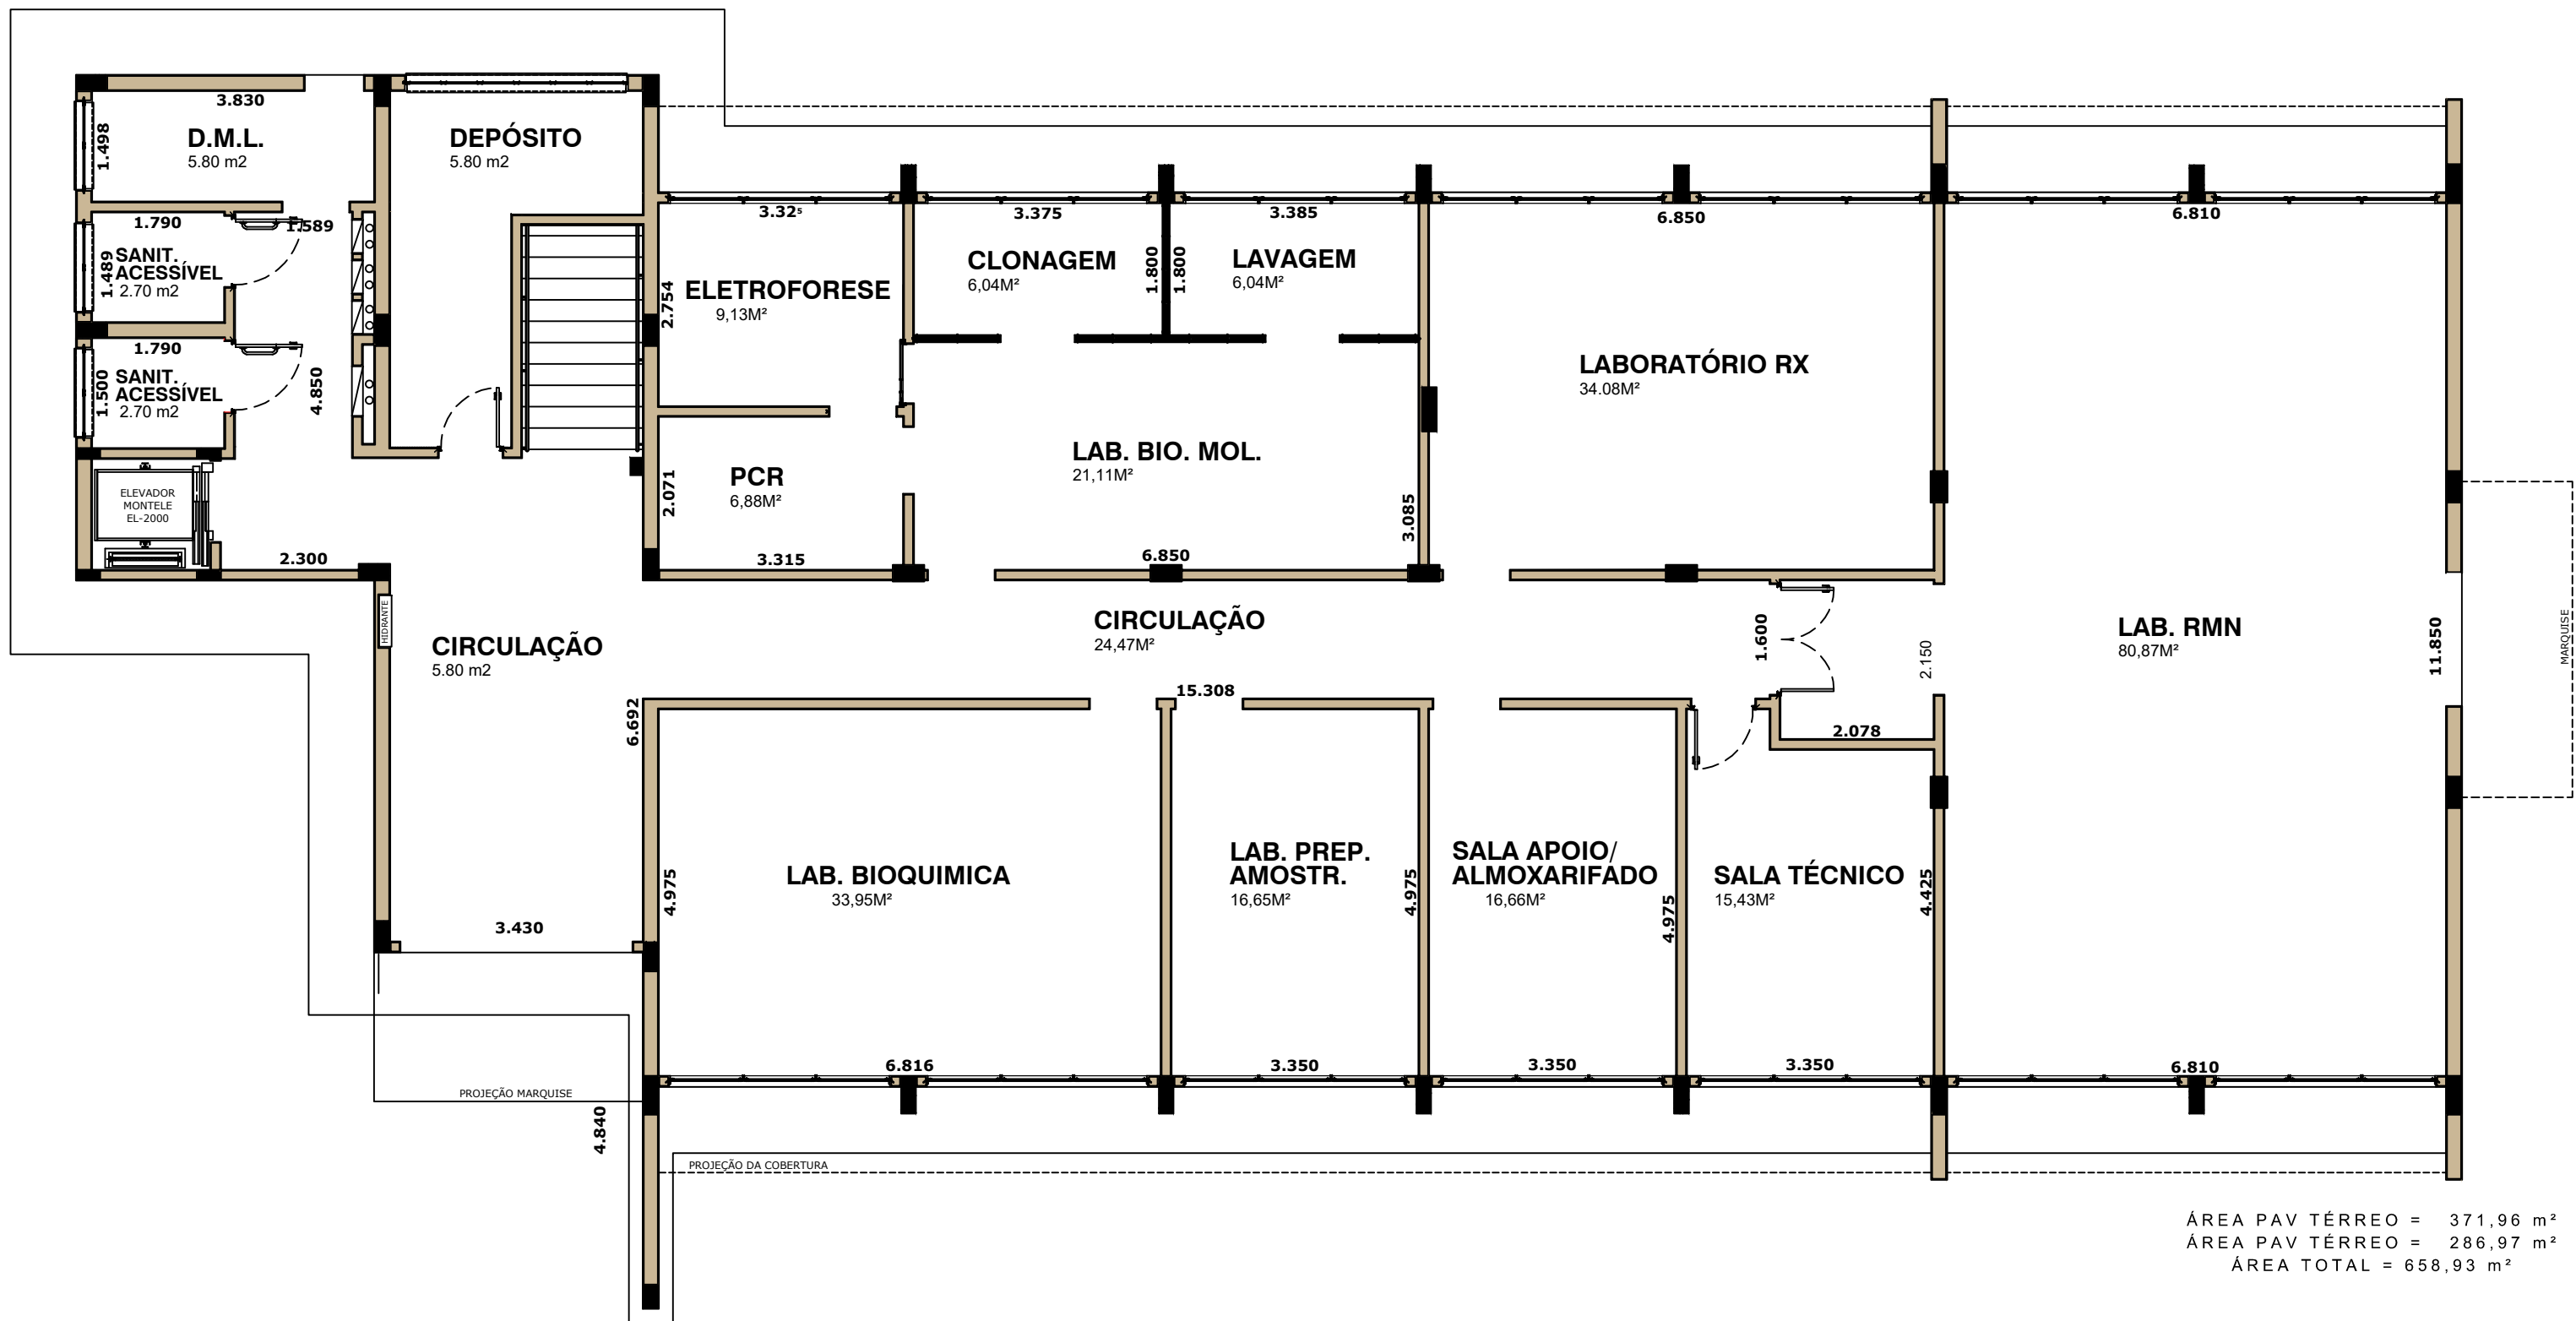 3.830
D.M.L.
5.80 m2
1.498
DEPÓSITO
5.80 m2
1.790
1.589
SANIT.
ACESSÍVEL
2.70 m2
1.489
1.790
SANIT.
ACESSÍVEL
2.70 m2
1.500
4.850
ELEVADOR
MONTELE
EL-2000
2.300
HIDRANTE
CIRCULAÇÃO
5.80 m2
6.692
3.430
PROJEÇÃO MARQUISE
4.840
3.32⁵
ELETROFORESE
9,13M²
2.754
PCR
6,88M²
2.071
3.315
3.375
CLONAGEM
6,04M²
1.800
1.800
3.385
LAVAGEM
6,04M²
LAB. BIO. MOL.
21,11M²
3.085
6.850
6.850
LABORATÓRIO RX
34.08M²
CIRCULAÇÃO
24,47M²
15.308
1.600
2.150
2.078
6.810
LAB. RMN
80,87M²
11.850
MARQUISE
LAB. BIOQUIMICA
33,95M²
4.975
6.816
LAB. PREP.
AMOSTR.
16,65M²
4.975
3.350
SALA APOIO/
ALMOXARIFADO
16,66M²
4.975
3.350
SALA TÉCNICO
15,43M²
4.425
3.350
6.810
PROJEÇÃO DA COBERTURA
ÁREA PAV TÉRREO = 371,96 m²
ÁREA PAV TÉRREO = 286,97 m²
ÁREA TOTAL = 658,93 m²